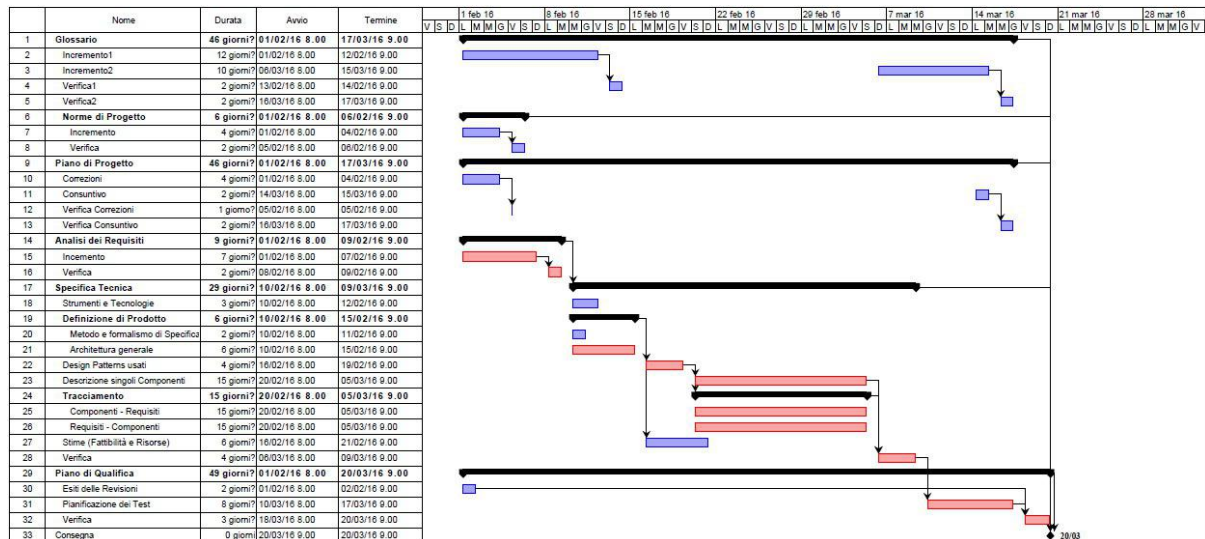 Nome Durata Avvio Termine 1 feb 16 8 feb 16 15 feb 16 22 feb 16 29 feb 16 7 mar 16 14 mar 16 21 mar 16 28 mar 16
V S D L M M G V S D L M M G V S D L M M G V S D L M M G V S D L M M G V S D L M M G V S D L M M G V S D L M M G V S D L M M G V
1 Glossario 46 giorni? 01/02/16 8.00 17/03/16 9.00
2 Incremento1 12 giorni? 01/02/16 8.00 12/02/16 9.00
3 Incremento2 10 giorni? 06/03/16 8.00 15/03/16 9.00
4 Verifica1 2 giorni? 13/02/16 8.00 14/02/16 9.00
5 Verifica2 2 giorni? 16/03/16 8.00 17/03/16 9.00
6 Norme di Progetto 6 giorni? 01/02/16 8.00 06/02/16 9.00
7 Incremento 4 giorni? 01/02/16 8.00 04/02/16 9.00
8 Verifica 2 giorni? 05/02/16 8.00 06/02/16 9.00
9 Piano di Progetto 46 giorni? 01/02/16 8.00 17/03/16 9.00
10 Correzioni 4 giorni? 01/02/16 8.00 04/02/16 9.00
11 Consuntivo 2 giorni? 14/03/16 8.00 15/03/16 9.00
12 Verifica Correzioni 1 giorno? 05/02/16 8.00 05/02/16 9.00
13 Verifica Consuntivo 2 giorni? 16/03/16 8.00 17/03/16 9.00
14 Analisi dei Requisiti 9 giorni? 01/02/16 8.00 09/02/16 9.00
15 Incemento 7 giorni? 01/02/16 8.00 07/02/16 9.00
16 Verifica 2 giorni? 08/02/16 8.00 09/02/16 9.00
17 Specifica Tecnica 29 giorni? 10/02/16 8.00 09/03/16 9.00
18 Strumenti e Tecnologie 3 giorni? 10/02/16 8.00 12/02/16 9.00
19 Definizione di Prodotto 6 giorni? 10/02/16 8.00 15/02/16 9.00
20 Metodo e formalismo di Specifica 2 giorni? 10/02/16 8.00 11/02/16 9.00
21 Architettura generale 6 giorni? 10/02/16 8.00 15/02/16 9.00
22 Design Patterns usati 4 giorni? 16/02/16 8.00 19/02/16 9.00
23 Descrizione singoli Componenti 15 giorni? 20/02/16 8.00 05/03/16 9.00
24 Tracciamento 15 giorni? 20/02/16 8.00 05/03/16 9.00
25 Componenti - Requisiti 15 giorni? 20/02/16 8.00 05/03/16 9.00
26 Requisiti - Componenti 15 giorni? 20/02/16 8.00 05/03/16 9.00
27 Stime (Fattibilità e Risorse) 6 giorni? 16/02/16 8.00 21/02/16 9.00
28 Verifica 4 giorni? 06/03/16 8.00 09/03/16 9.00
29 Piano di Qualifica 49 giorni? 01/02/16 8.00 20/03/16 9.00
30 Esiti delle Revisioni 2 giorni? 01/02/16 8.00 02/02/16 9.00
31 Pianificazione dei Test 8 giorni? 10/03/16 8.00 17/03/16 9.00
32 Verifica 3 giorni? 18/03/16 8.00 20/03/16 9.00
33 Consegna 0 giorni 20/03/16 9.00 20/03/16 9.00 20/03